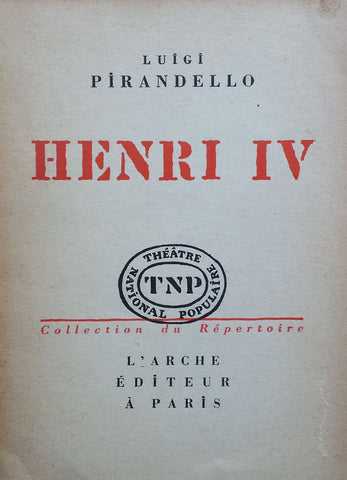 LUIGI
PIRANDELLO
HENRI IV
THÉÂTRE
NATIONAL POPULAIRE
TNP
Collection du Répertoire
L'ARCHE
ÉDITEUR
À PARIS